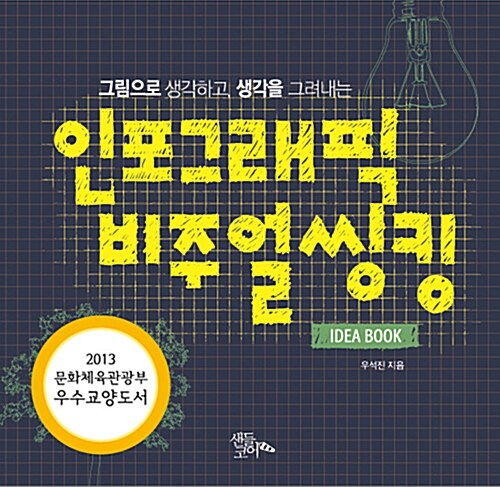 그림으로 생각하고, 생각을 그려내는
인포그래픽
비주얼씽킹
IDEA BOOK
우석진 지음
2013
문화체육관광부
우수교양도서
샌들
코어